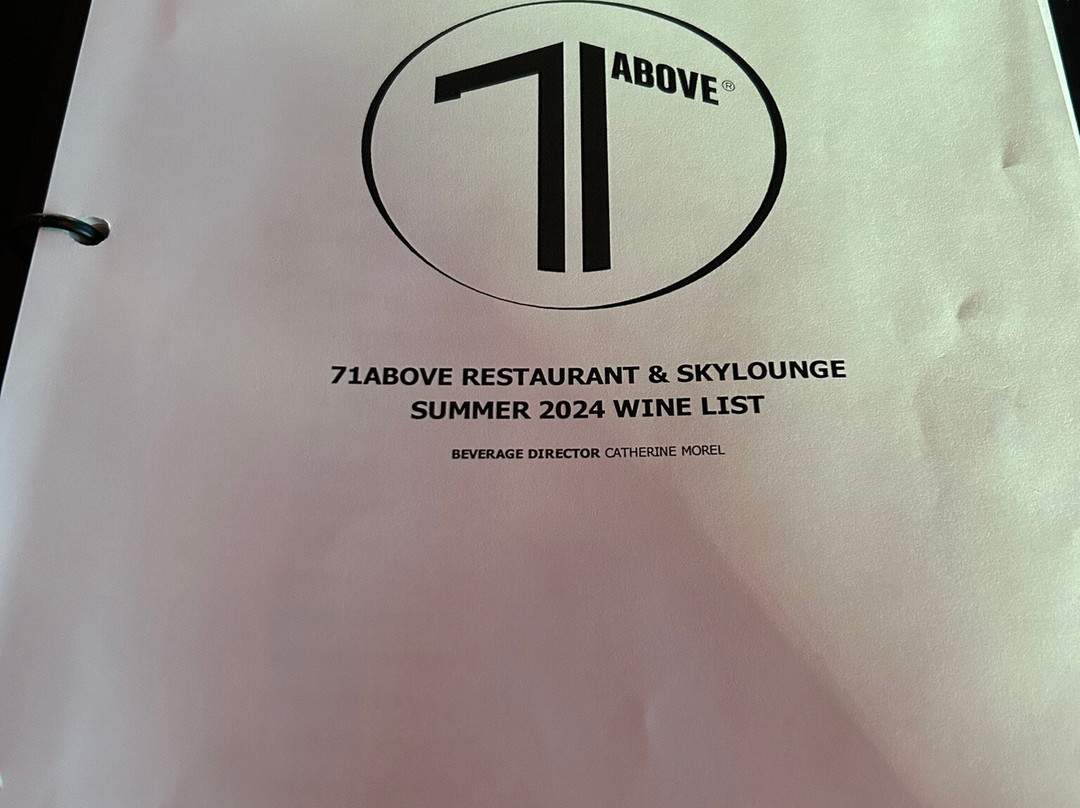 71 ABOVE®
71ABOVE RESTAURANT & SKYLOUNGE
SUMMER 2024 WINE LIST
BEVERAGE DIRECTOR CATHERINE MOREL